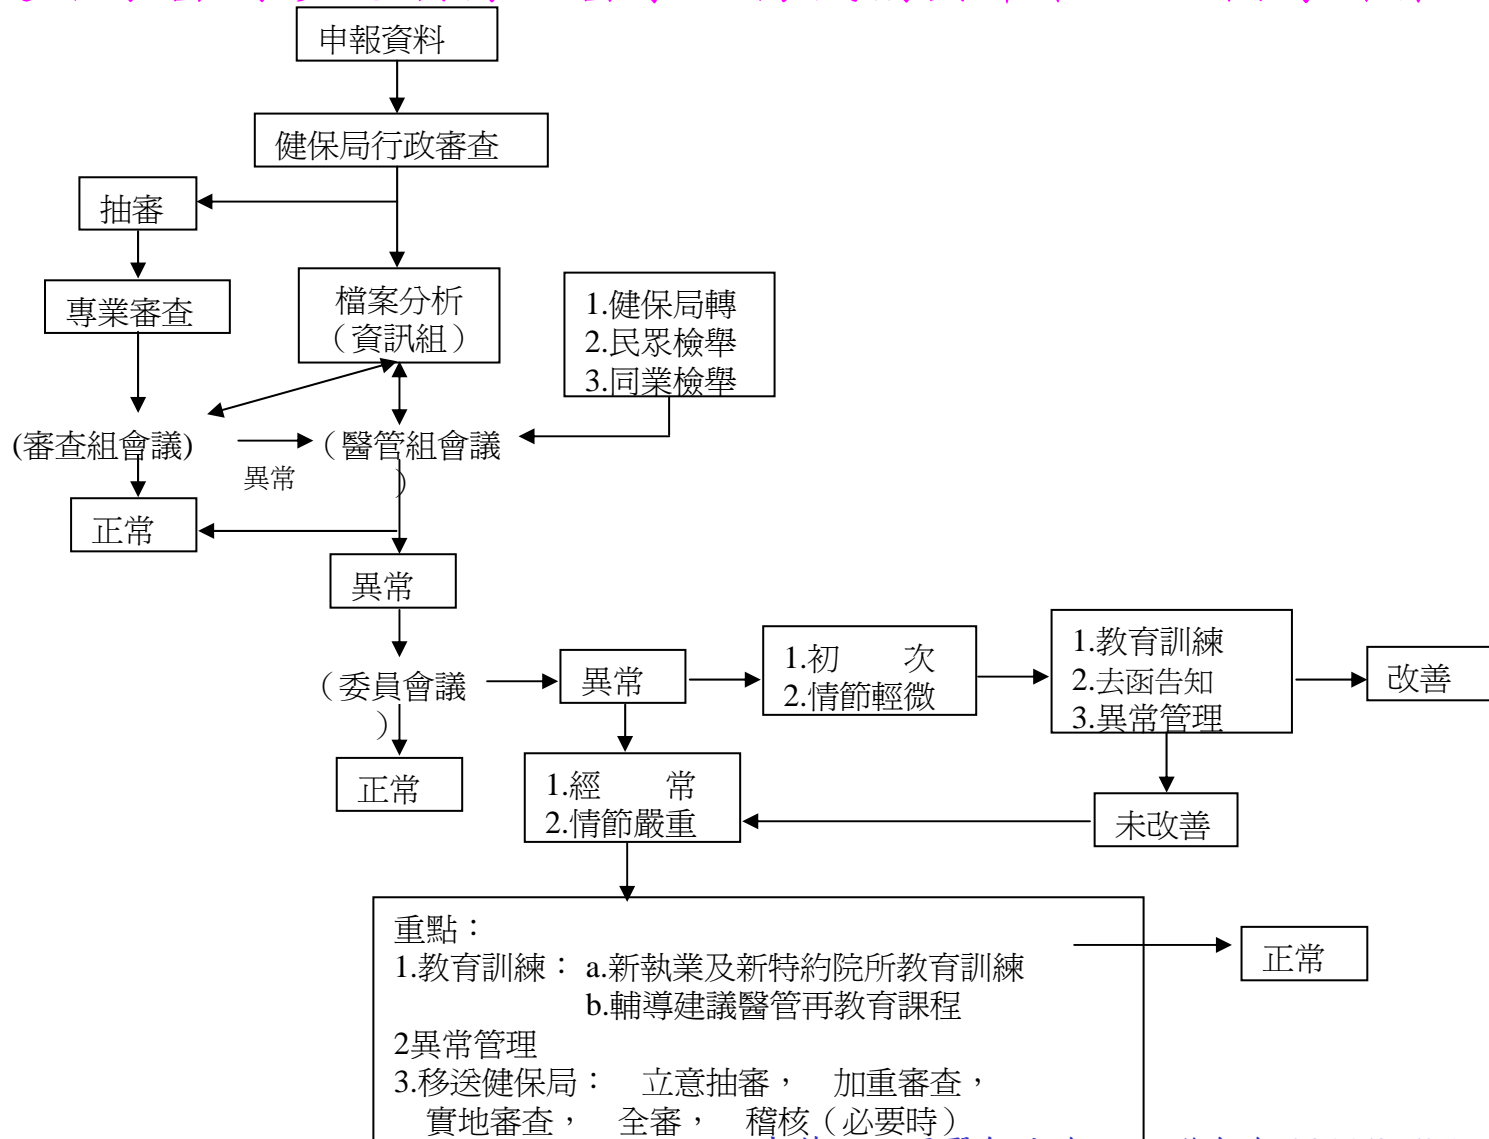 申報資料
健保局行政審查
抽審
專業審查
檔案分析
（資訊組）
1.健保局轉
2.民眾檢舉
3.同業檢舉
(審查組會議)
異常
（醫管組會議
）
正常
異常
（委員會議
）
正常
異常
1.初　　次
2.情節輕微
1.教育訓練
2.去函告知
3.異常管理
改善
1.經　　常
2.情節嚴重
未改善
重點：
1.教育訓練： a.新執業及新特約院所教育訓練
b.輔導建議醫管再教育課程
2異常管理
3.移送健保局：　立意抽審，　加重審查，
實地審查，　全審，　稽核（必要時）
正常